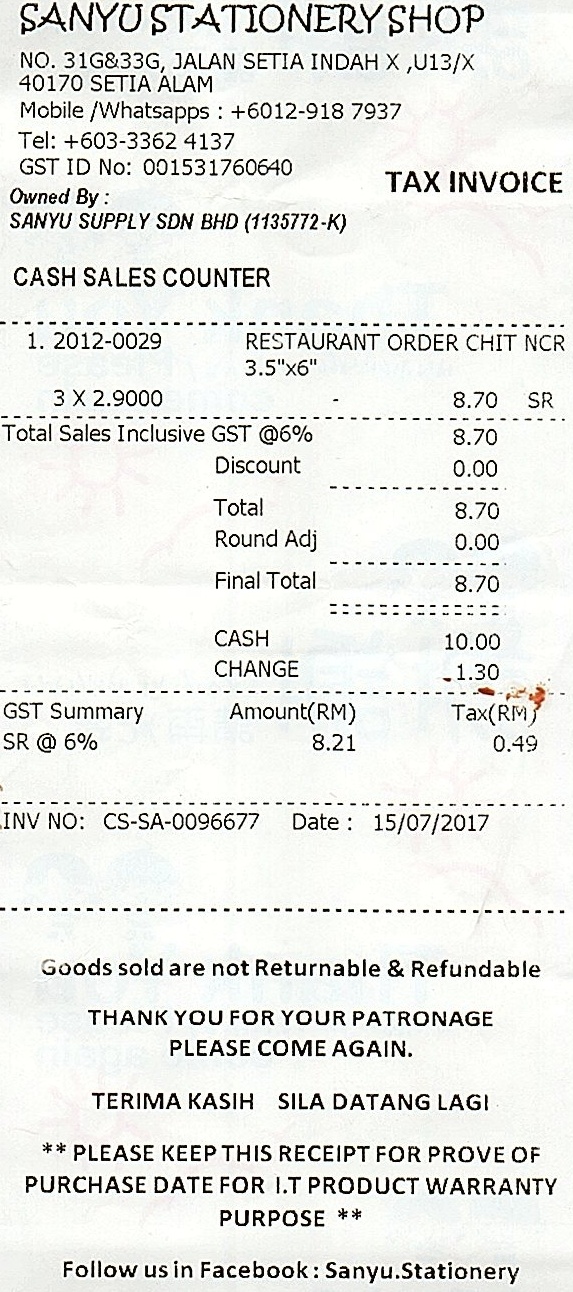 SANYU STATIONERY SHOP
NO. 31G&33G, JALAN SETIA INDAH X ,U13/X
40170 SETIA ALAM
Mobile /Whatsapps : +6012-918 7937
Tel: +603-3362 4137
GST ID No: 001531760640
TAX INVOICE
Owned By :
SANYU SUPPLY SDN BHD (1135772-K)
CASH SALES COUNTER
1. 2012-0029 RESTAURANT ORDER CHIT NCR
3.5"x6"
3 X 2.9000 - 8.70 SR
Total Sales Inclusive GST @6% 8.70
Discount 0.00
Total 8.70
Round Adj 0.00
Final Total 8.70
CASH 10.00
CHANGE 1.30
GST Summary Amount(RM) Tax(RM)
SR @ 6% 8.21 0.49
INV NO: CS-SA-0096677 Date : 15/07/2017
Goods sold are not Returnable & Refundable
THANK YOU FOR YOUR PATRONAGE
PLEASE COME AGAIN.
TERIMA KASIH SILA DATANG LAGI
** PLEASE KEEP THIS RECEIPT FOR PROVE OF
PURCHASE DATE FOR I.T PRODUCT WARRANTY
PURPOSE **
Follow us in Facebook : Sanyu.Stationery